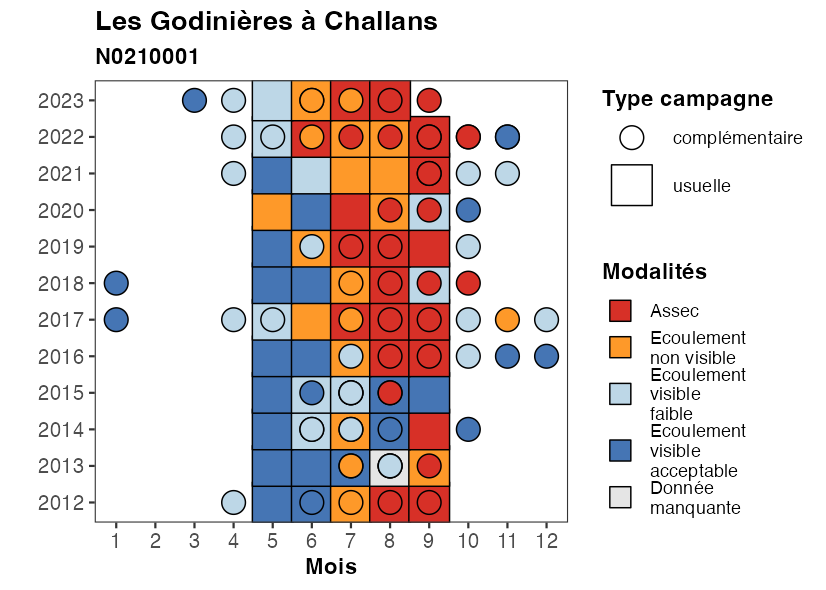 Les Godinières à Challans
N0210001
2023
2022
2021
2020
2019
2018
2017
2016
2015
2014
2013
2012
1 2 3 4 5 6 7 8 9 10 11 12
Mois
Type campagne
complémentaire
usuelle
Modalités
Assec
Ecoulement
non visible
Ecoulement
visible
faible
Ecoulement
visible
acceptable
Donnée
manquante